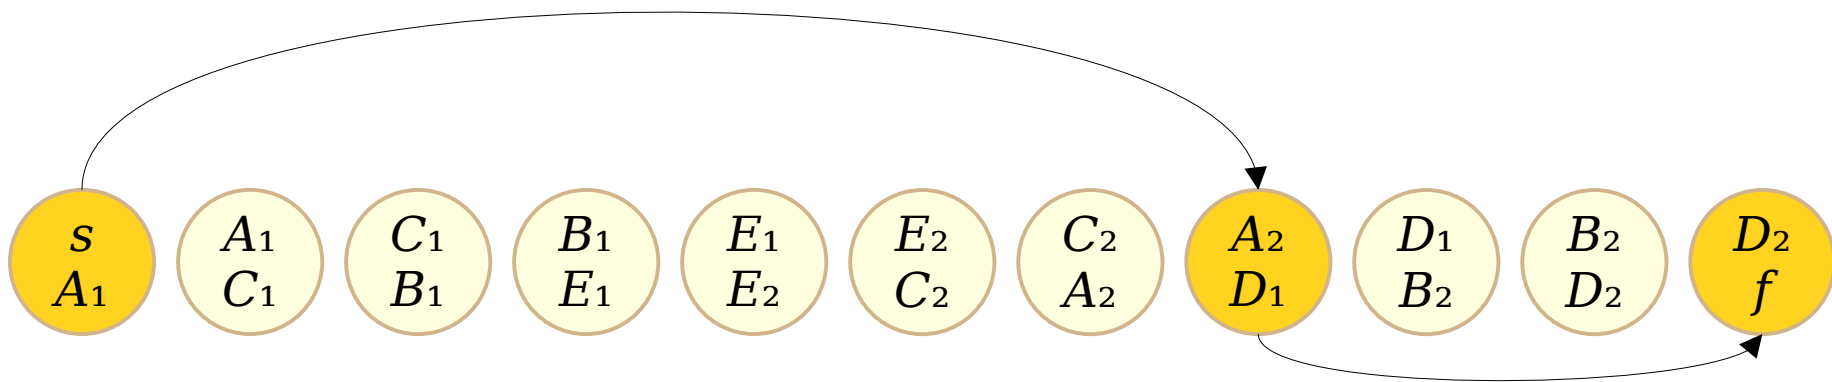 s
A₁
A₁
C₁
C₁
B₁
B₁
E₁
E₁
E₂
E₂
C₂
C₂
A₂
A₂
D₁
D₁
B₂
B₂
D₂
D₂
f